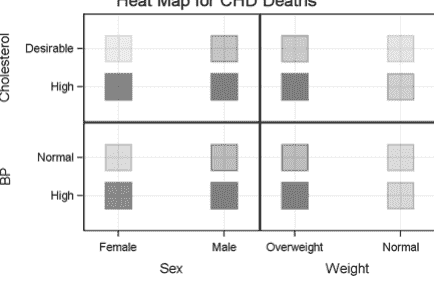 Heat Map for CHD Deaths
Cholesterol
Desirable
High
BP
Normal
High
Female
Male
Overweight
Normal
Sex
Weight